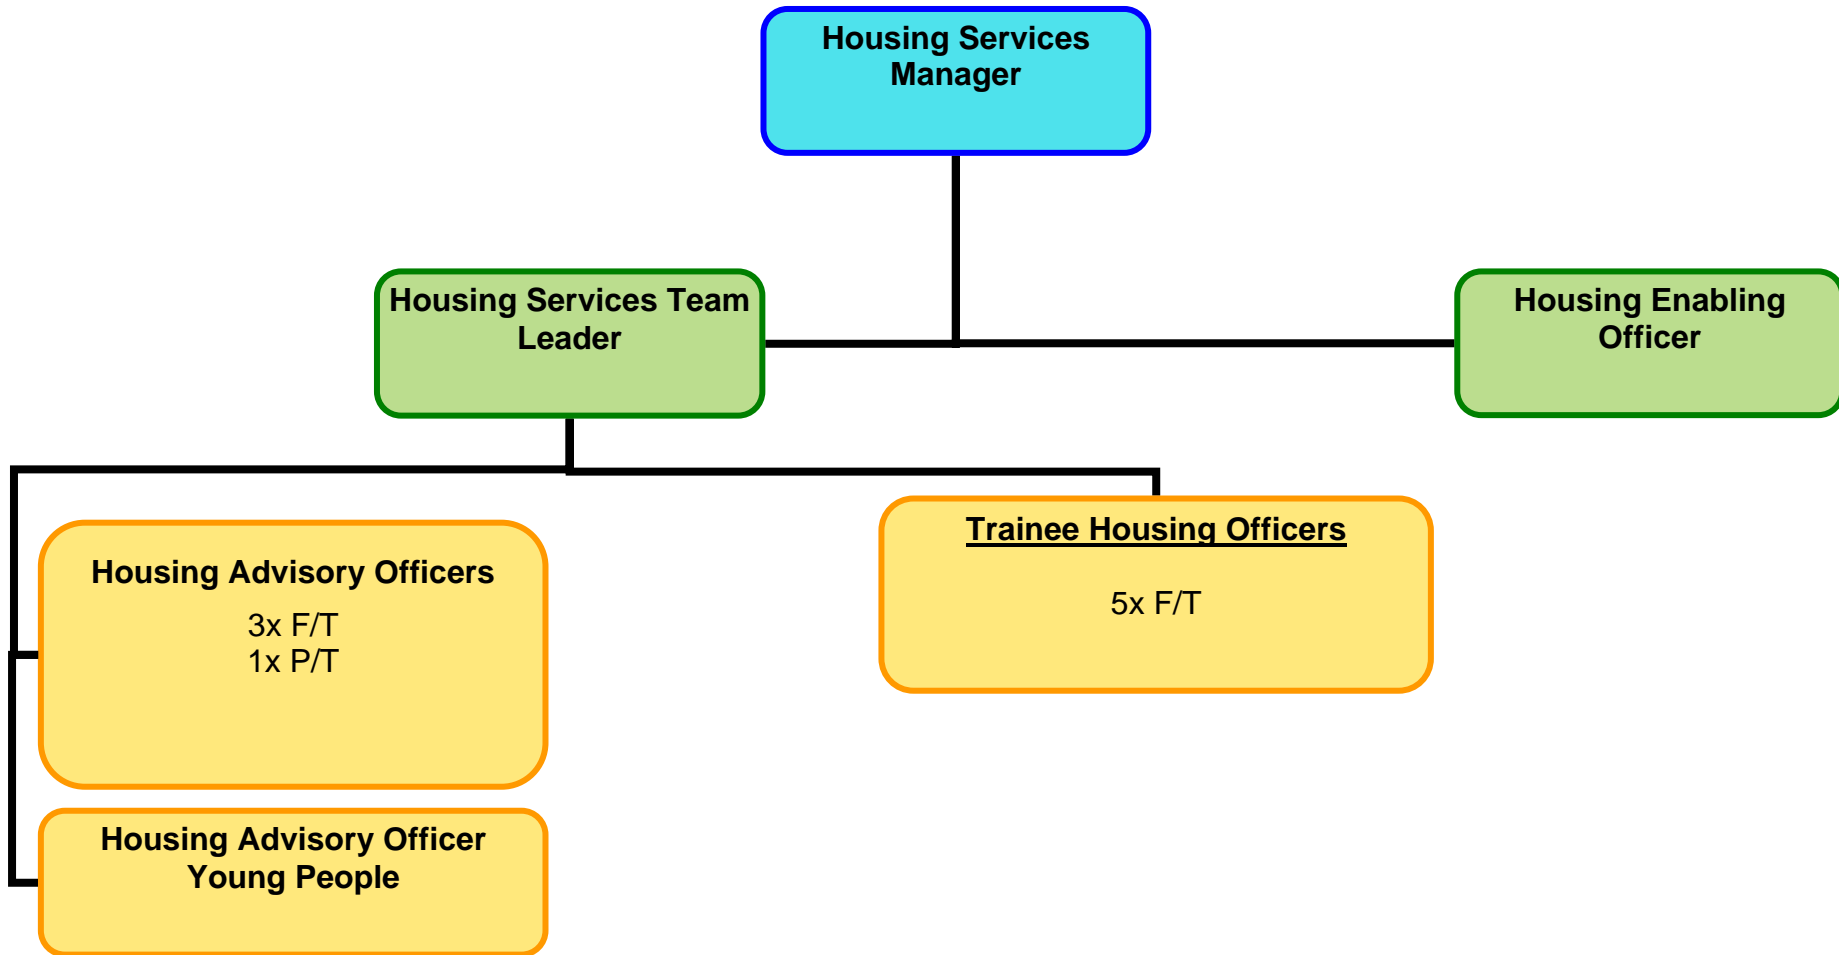 Housing Services
Manager
Housing Services Team
Leader
Housing Enabling
Officer
Housing Advisory Officers
3x F/T
1x P/T
Trainee Housing Officers
5x F/T
Housing Advisory Officer
Young People